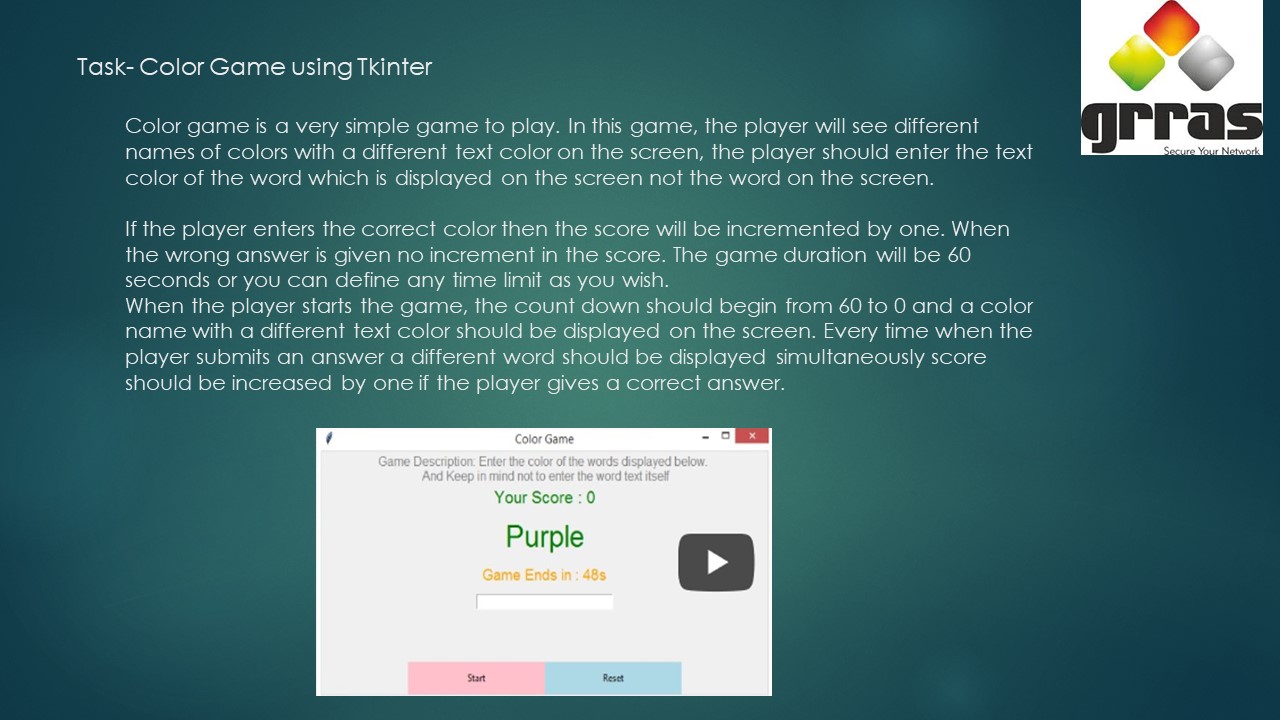 Task- Color Game using Tkinter
grras
Secure Your Network
Color game is a very simple game to play. In this game, the player will see different
names of colors with a different text color on the screen, the player should enter the text
color of the word which is displayed on the screen not the word on the screen.
If the player enters the correct color then the score will be incremented by one. When
the wrong answer is given no increment in the score. The game duration will be 60
seconds or you can define any time limit as you wish.
When the player starts the game, the count down should begin from 60 to 0 and a color
name with a different text color should be displayed on the screen. Every time when the
player submits an answer a different word should be displayed simultaneously score
should be increased by one if the player gives a correct answer.
Color Game
Game Description: Enter the color of the words displayed below.
And Keep in mind not to enter the word text itself
Your Score : 0
Purple
Game Ends in : 48s
Start
Reset